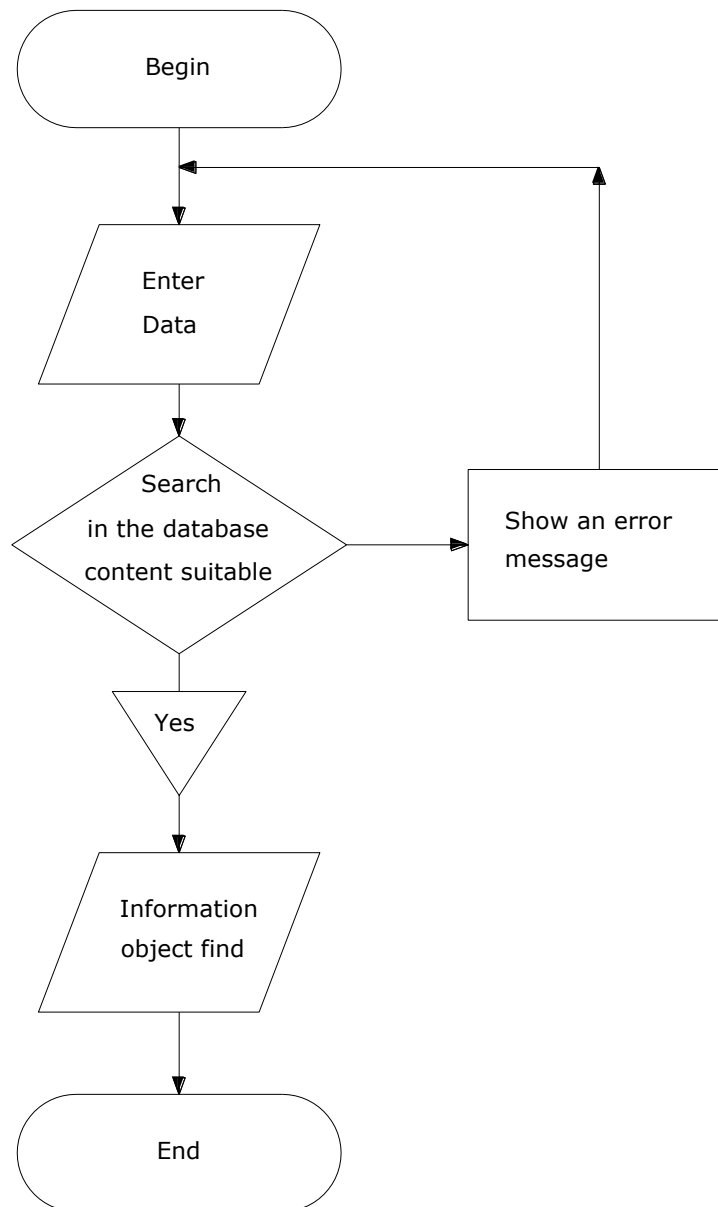 Begin
Enter
Data
Search
in the database
content suitable
Show an error
message
Yes
Information
object find
End